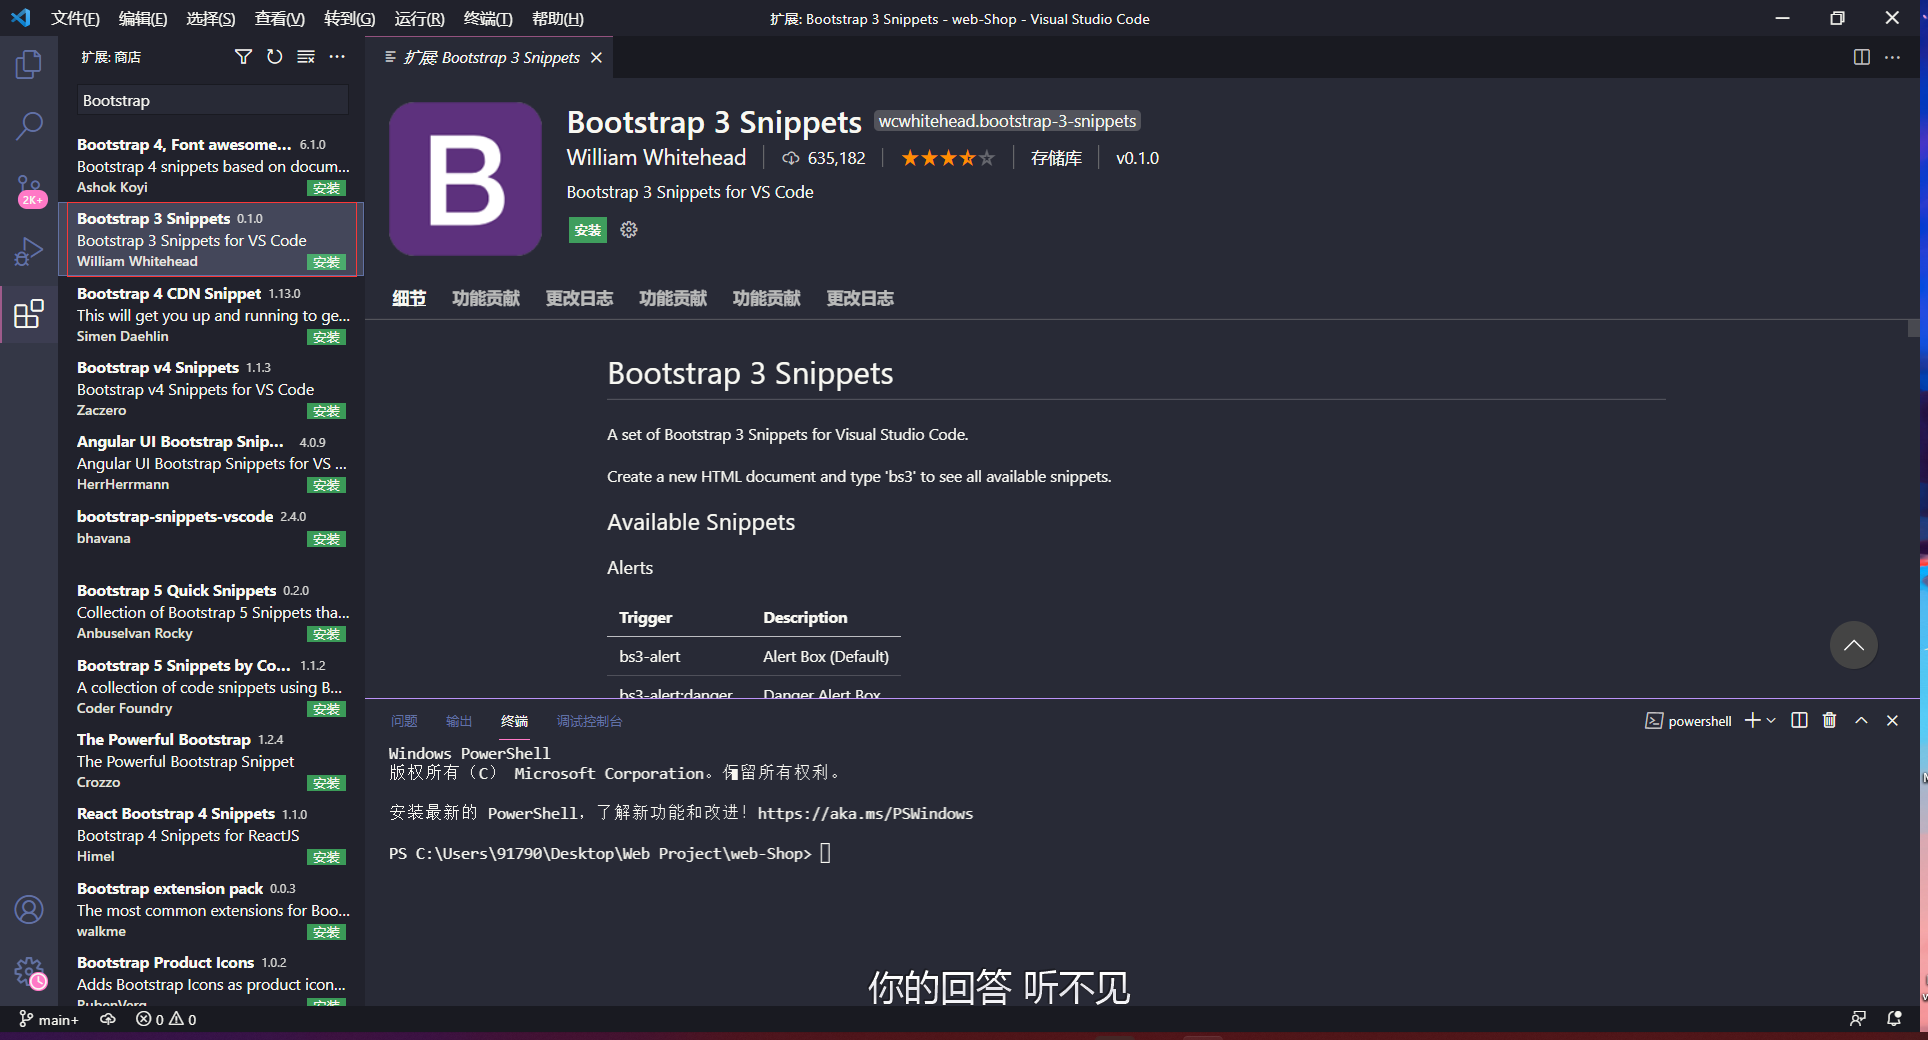 文件(F) 编辑(E) 选择(S) 查看(V) 转到(G) 运行(R) 终端(T) 帮助(H)
扩展: Bootstrap 3 Snippets - web-Shop - Visual Studio Code
扩展: 商店
Bootstrap
2K+
Bootstrap 4, Font awesome... 6.1.0
Bootstrap 4 snippets based on docum...
Ashok Koyi 安装
Bootstrap 3 Snippets 0.1.0
Bootstrap 3 Snippets for VS Code
William Whitehead 安装
Bootstrap 4 CDN Snippet 1.13.0
This will get you up and running to ge...
Simen Daehlin 安装
Bootstrap v4 Snippets 1.1.3
Bootstrap v4 Snippets for VS Code
Zaczero 安装
Angular UI Bootstrap Snip... 4.0.9
Angular UI Bootstrap Snippets for VS ...
HerrHerrmann 安装
bootstrap-snippets-vscode 2.4.0
bhavana 安装
Bootstrap 5 Quick Snippets 0.2.0
Collection of Bootstrap 5 Snippets tha...
Anbuselvan Rocky 安装
Bootstrap 5 Snippets by Co... 1.1.2
A collection of code snippets using B...
Coder Foundry 安装
The Powerful Bootstrap 1.2.4
The Powerful Bootstrap Snippet
Crozzo 安装
React Bootstrap 4 Snippets 1.1.0
Bootstrap 4 Snippets for ReactJS
Himel 安装
Bootstrap extension pack 0.0.3
The most common extensions for Boo...
walkme 安装
Bootstrap Product Icons 1.0.2
Adds Bootstrap Icons as product icon...
RubenVerg 安装
扩展 Bootstrap 3 Snippets
B
Bootstrap 3 Snippets wcwhitehead.bootstrap-3-snippets
William Whitehead 635,182 存储库 v0.1.0
Bootstrap 3 Snippets for VS Code
安装
细节 功能贡献 更改日志 功能贡献 功能贡献 更改日志
Bootstrap 3 Snippets
A set of Bootstrap 3 Snippets for Visual Studio Code.
Create a new HTML document and type 'bs3' to see all available snippets.
Available Snippets
Alerts
Trigger Description
bs3-alert Alert Box (Default)
bs3-alert:danger Danger Alert Box
问题 输出 终端 调试控制台
powershell
Windows PowerShell
版权所有（C） Microsoft Corporation。保留所有权利。
安装最新的 PowerShell，了解新功能和改进！https://aka.ms/PSWindows
PS C:\Users\91790\Desktop\Web Project\web-Shop>
你的回答 听不见
main+ 0 0